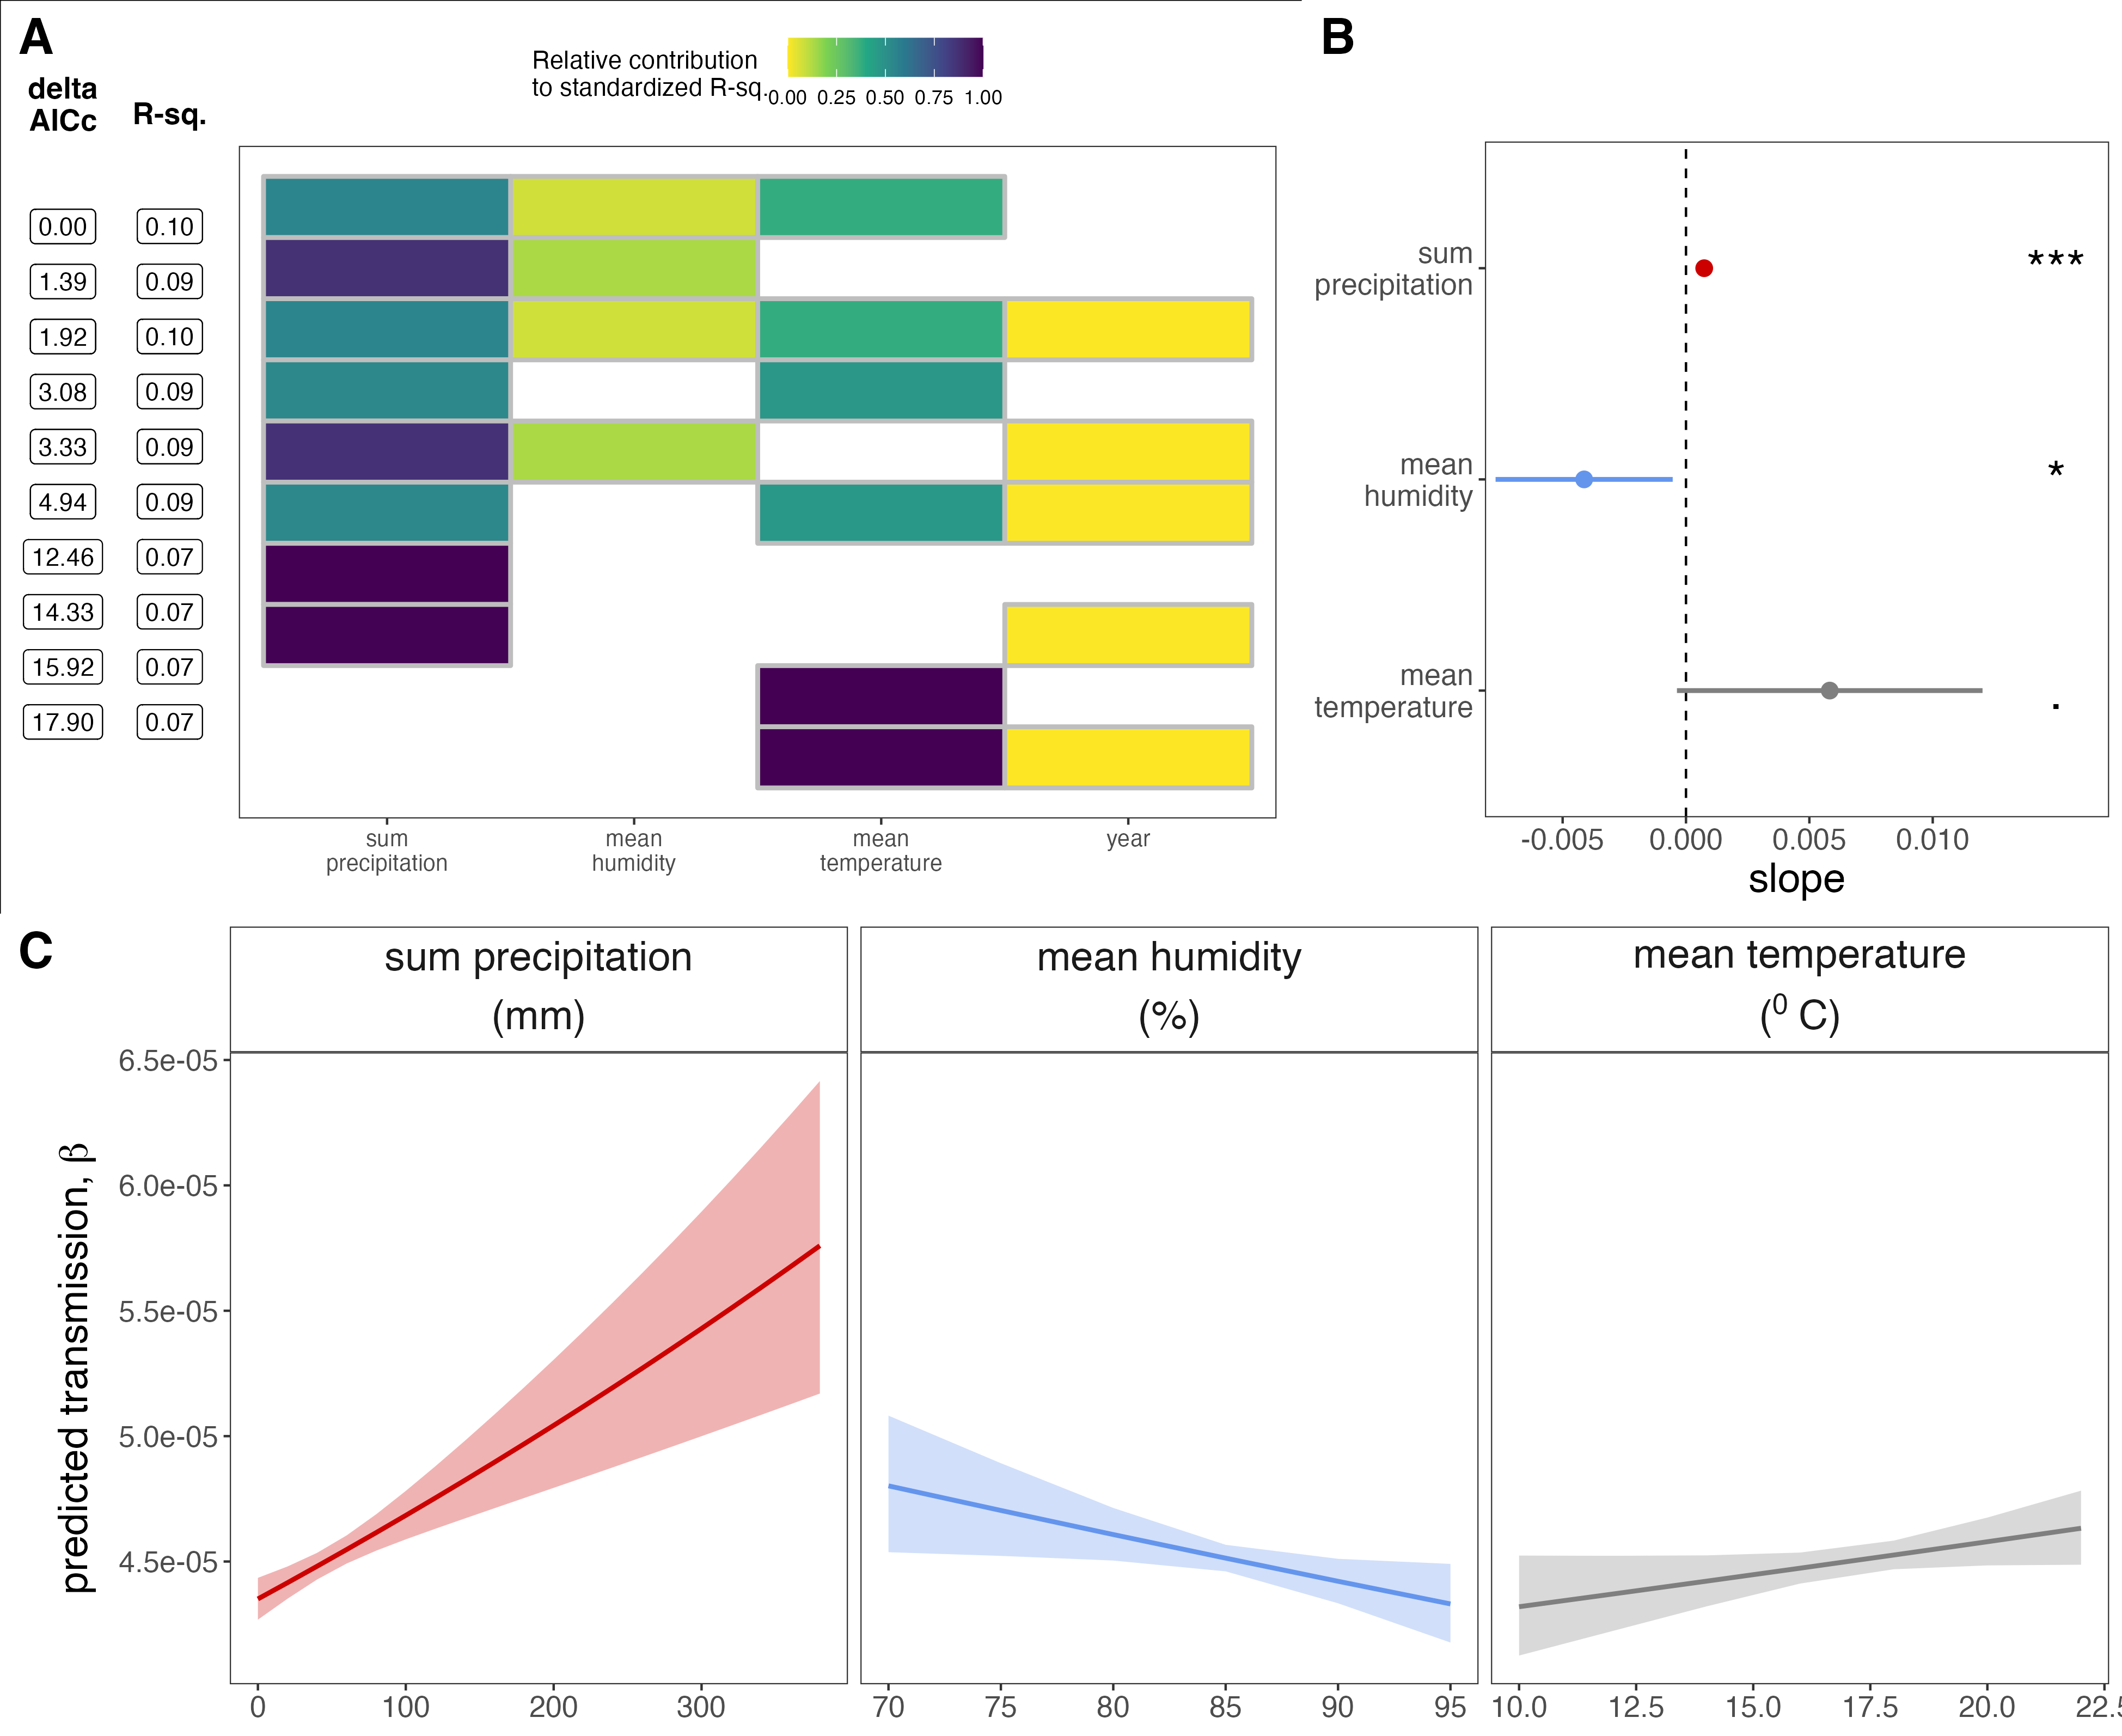 A
delta
AICc
R-sq.
Relative contribution
to standardized R-sq.
0.00 0.25 0.50 0.75 1.00
0.00 0.10
1.39 0.09
1.92 0.10
3.08 0.09
3.33 0.09
4.94 0.09
12.46 0.07
14.33 0.07
15.92 0.07
17.90 0.07
sum
precipitation
mean
humidity
mean
temperature
year
B
sum
precipitation
***
mean
humidity
*
mean
temperature
.
-0.005 0.000 0.005 0.010
slope
C
sum precipitation
(mm)
mean humidity
(%)
mean temperature
(⁰ C)
predicted transmission, β
6.5e-05
6.0e-05
5.5e-05
5.0e-05
4.5e-05
0 100 200 300
70 75 80 85 90 95
10.0 12.5 15.0 17.5 20.0 22.5